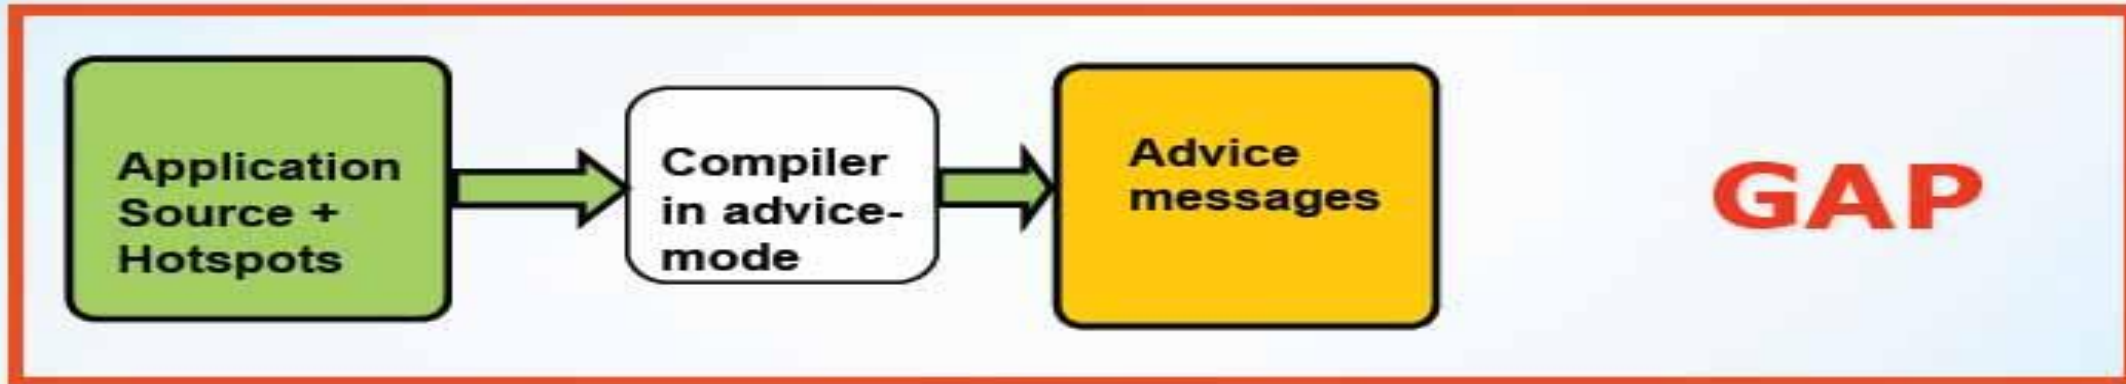 Application
Source +
Hotspots
Compiler
in advice-
mode
Advice
messages
GAP